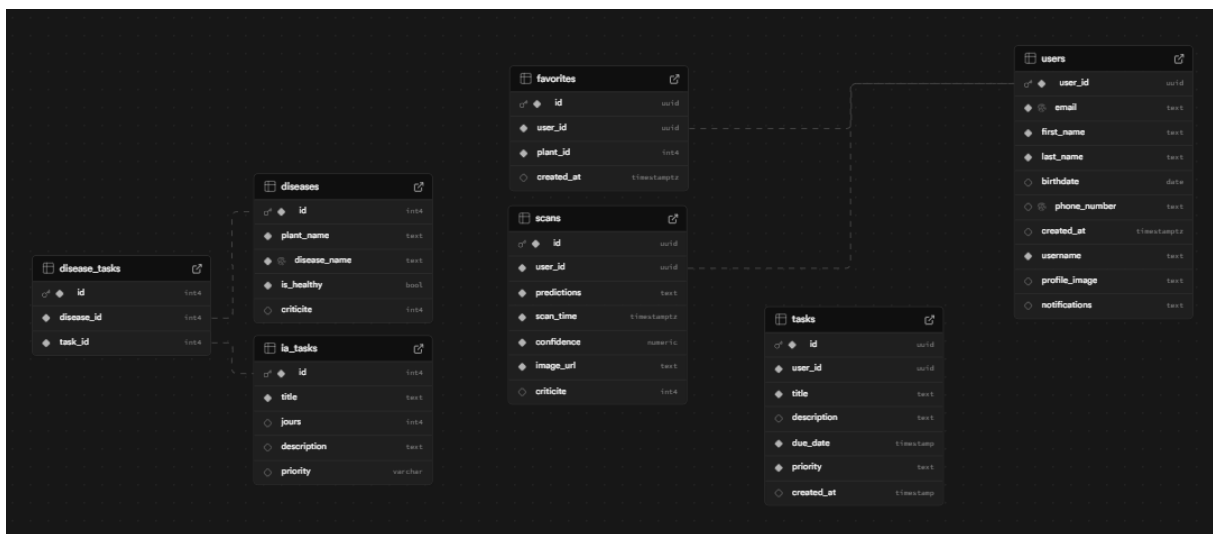 favorites
id uuid
user_id uuid
plant_id int4
created_at timestamptz
users
user_id uuid
email text
first_name text
last_name text
birthdate date
phone_number text
created_at timestamptz
username text
profile_image text
notifications text
diseases
id int4
plant_name text
disease_name text
is_healthy bool
criticite int4
scans
id uuid
user_id uuid
predictions text
scan_time timestamptz
confidence numeric
image_url text
criticite int4
disease_tasks
id int4
disease_id int4
task_id int4
ia_tasks
id int4
title text
jours int4
description text
priority varchar
tasks
id uuid
user_id uuid
title text
description text
due_date timestamp
priority text
created_at timestamp